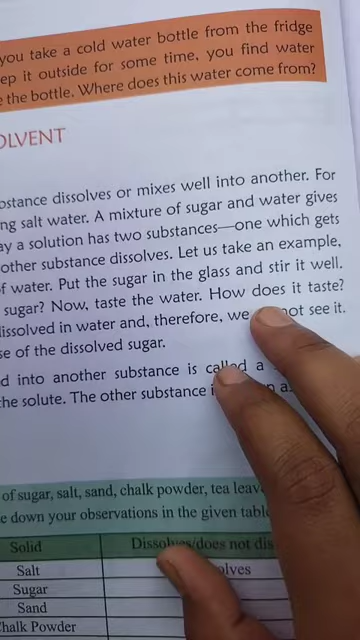 you take a cold water bottle from the fridge
ep it outside for some time, you find water
e the bottle. Where does this water come from?
OLVENT
bstance dissolves or mixes well into another. For
ng salt water. A mixture of sugar and water gives
ay a solution has two substances—one which gets
other substance dissolves. Let us take an example,
of water. Put the sugar in the glass and stir it well.
sugar? Now, taste the water. How does it taste?
dissolved in water and, therefore, we not see it.
se of the dissolved sugar.
d into another substance is called a
the solute. The other substance
of sugar, salt, sand, chalk powder, tea leav
e down your observations in the given tabl
Solid Dissolves/does not dis
Salt olves
Sugar
Sand
Chalk Powder